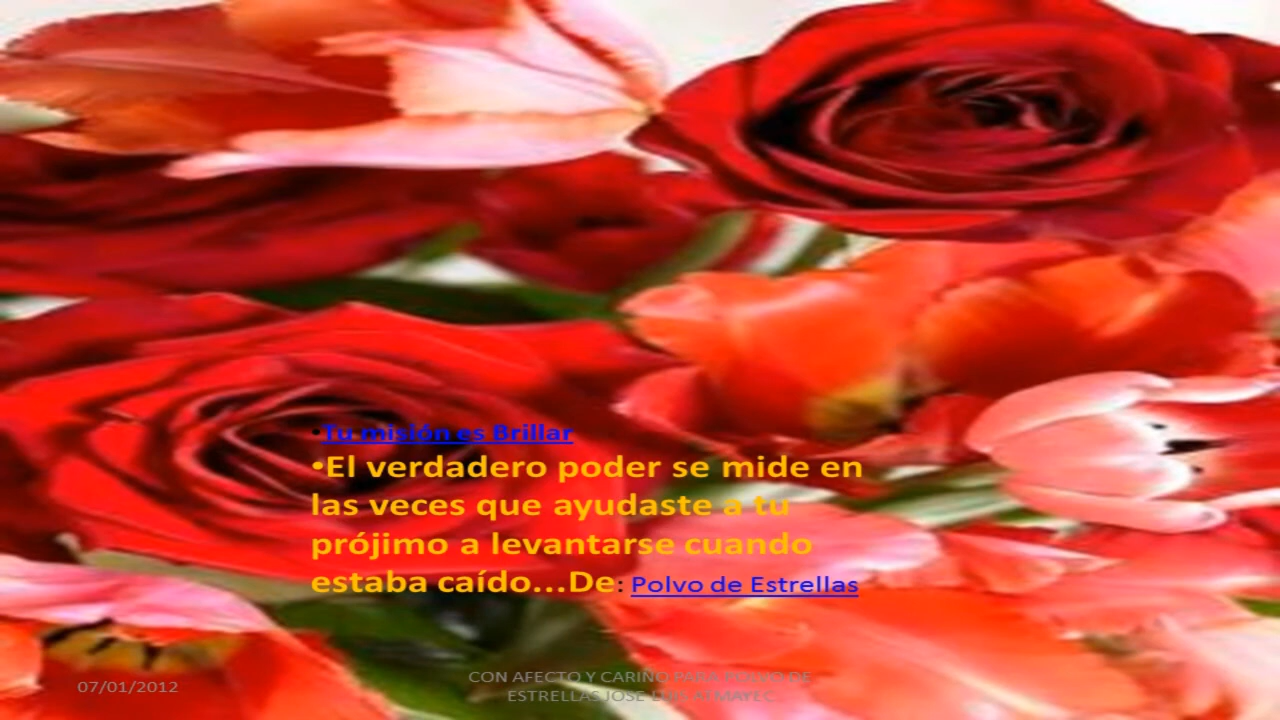 •Tu misión es Brillar
•El verdadero poder se mide en
las veces que ayudaste a tu
prójimo a levantarse cuando
estaba caído...De: Polvo de Estrellas
07/01/2012
CON AFECTO Y CARIÑO PARA POLVO DE
ESTRELLAS JOSE LUIS